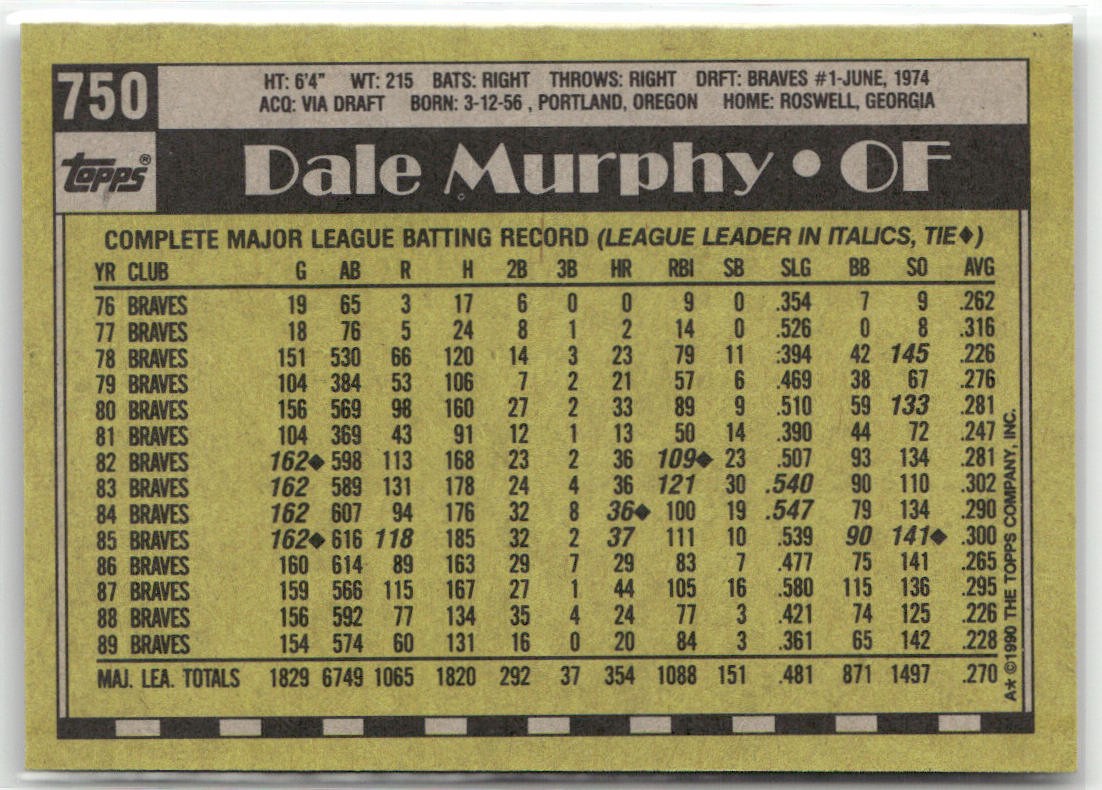 750
HT: 6'4" WT: 215 BATS: RIGHT THROWS: RIGHT DRFT: BRAVES #1-JUNE, 1974
ACQ: VIA DRAFT BORN: 3-12-56 , PORTLAND, OREGON HOME: ROSWELL, GEORGIA
TOPPS®
Dale Murphy • OF
COMPLETE MAJOR LEAGUE BATTING RECORD (LEAGUE LEADER IN ITALICS, TIE♦)
YR CLUB G AB R H 2B 3B HR RBI SB SLG BB SO AVG
76 BRAVES 19 65 3 17 6 0 0 9 0 .354 7 9 .262
77 BRAVES 18 76 5 24 8 1 2 14 0 .526 0 8 .316
78 BRAVES 151 530 66 120 14 3 23 79 11 .394 42 145 .226
79 BRAVES 104 384 53 106 7 2 21 57 6 .469 38 67 .276
80 BRAVES 156 569 98 160 27 2 33 89 9 .510 59 133 .281
81 BRAVES 104 369 43 91 12 1 13 50 14 .390 44 72 .247
82 BRAVES 162♦ 598 113 168 23 2 36 109♦ 23 .507 93 134 .281
83 BRAVES 162 589 131 178 24 4 36 121 30 .540 90 110 .302
84 BRAVES 162 607 94 176 32 8 36♦ 100 19 .547 79 134 .290
85 BRAVES 162♦ 616 118 185 32 2 37 111 10 .539 90 141♦ .300
86 BRAVES 160 614 89 163 29 7 29 83 7 .477 75 141 .265
87 BRAVES 159 566 115 167 27 1 44 105 16 .580 115 136 .295
88 BRAVES 156 592 77 134 35 4 24 77 3 .421 74 125 .226
89 BRAVES 154 574 60 131 16 0 20 84 3 .361 65 142 .228
MAJ. LEA. TOTALS 1829 6749 1065 1820 292 37 354 1088 151 .481 871 1497 .270
A* ©1990 THE TOPPS COMPANY, INC.